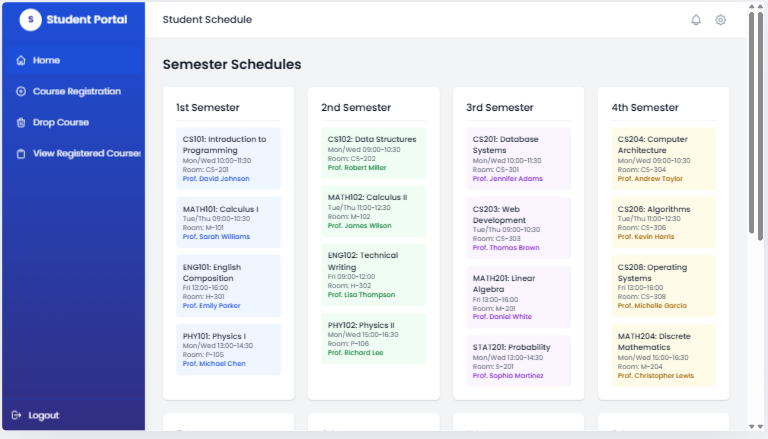 S Student Portal
Home
Course Registration
Drop Course
View Registered Courses
Logout
Student Schedule
Semester Schedules
1st Semester
CS101: Introduction to
Programming
Mon/Wed 10:00-11:30
Room: CS-201
Prof. David Johnson
MATH101: Calculus I
Tue/Thu 09:00-10:30
Room: M-101
Prof. Sarah Williams
ENG101: English
Composition
Fri 13:00-16:00
Room: H-301
Prof. Emily Parker
PHY101: Physics I
Mon/Wed 13:00-14:30
Room: P-105
Prof. Michael Chen
2nd Semester
CS102: Data Structures
Mon/Wed 09:00-10:30
Room: CS-202
Prof. Robert Miller
MATH102: Calculus II
Tue/Thu 11:00-12:30
Room: M-102
Prof. James Wilson
ENG102: Technical
Writing
Fri 09:00-12:00
Room: H-302
Prof. Lisa Thompson
PHY102: Physics II
Mon/Wed 15:00-16:30
Room: P-106
Prof. Richard Lee
3rd Semester
CS201: Database
Systems
Mon/Wed 10:00-11:30
Room: CS-301
Prof. Jennifer Adams
CS203: Web
Development
Tue/Thu 09:00-10:30
Room: CS-303
Prof. Thomas Brown
MATH201: Linear
Algebra
Fri 13:00-16:00
Room: M-201
Prof. Daniel White
STAT201: Probability
Mon/Wed 13:00-14:30
Room: S-201
Prof. Sophia Martinez
4th Semester
CS204: Computer
Architecture
Mon/Wed 09:00-10:30
Room: CS-304
Prof. Andrew Taylor
CS206: Algorithms
Tue/Thu 11:00-12:30
Room: CS-306
Prof. Kevin Harris
CS208: Operating
Systems
Fri 13:00-16:00
Room: CS-308
Prof. Michelle Garcia
MATH204: Discrete
Mathematics
Mon/Wed 15:00-16:30
Room: M-204
Prof. Christopher Lewis